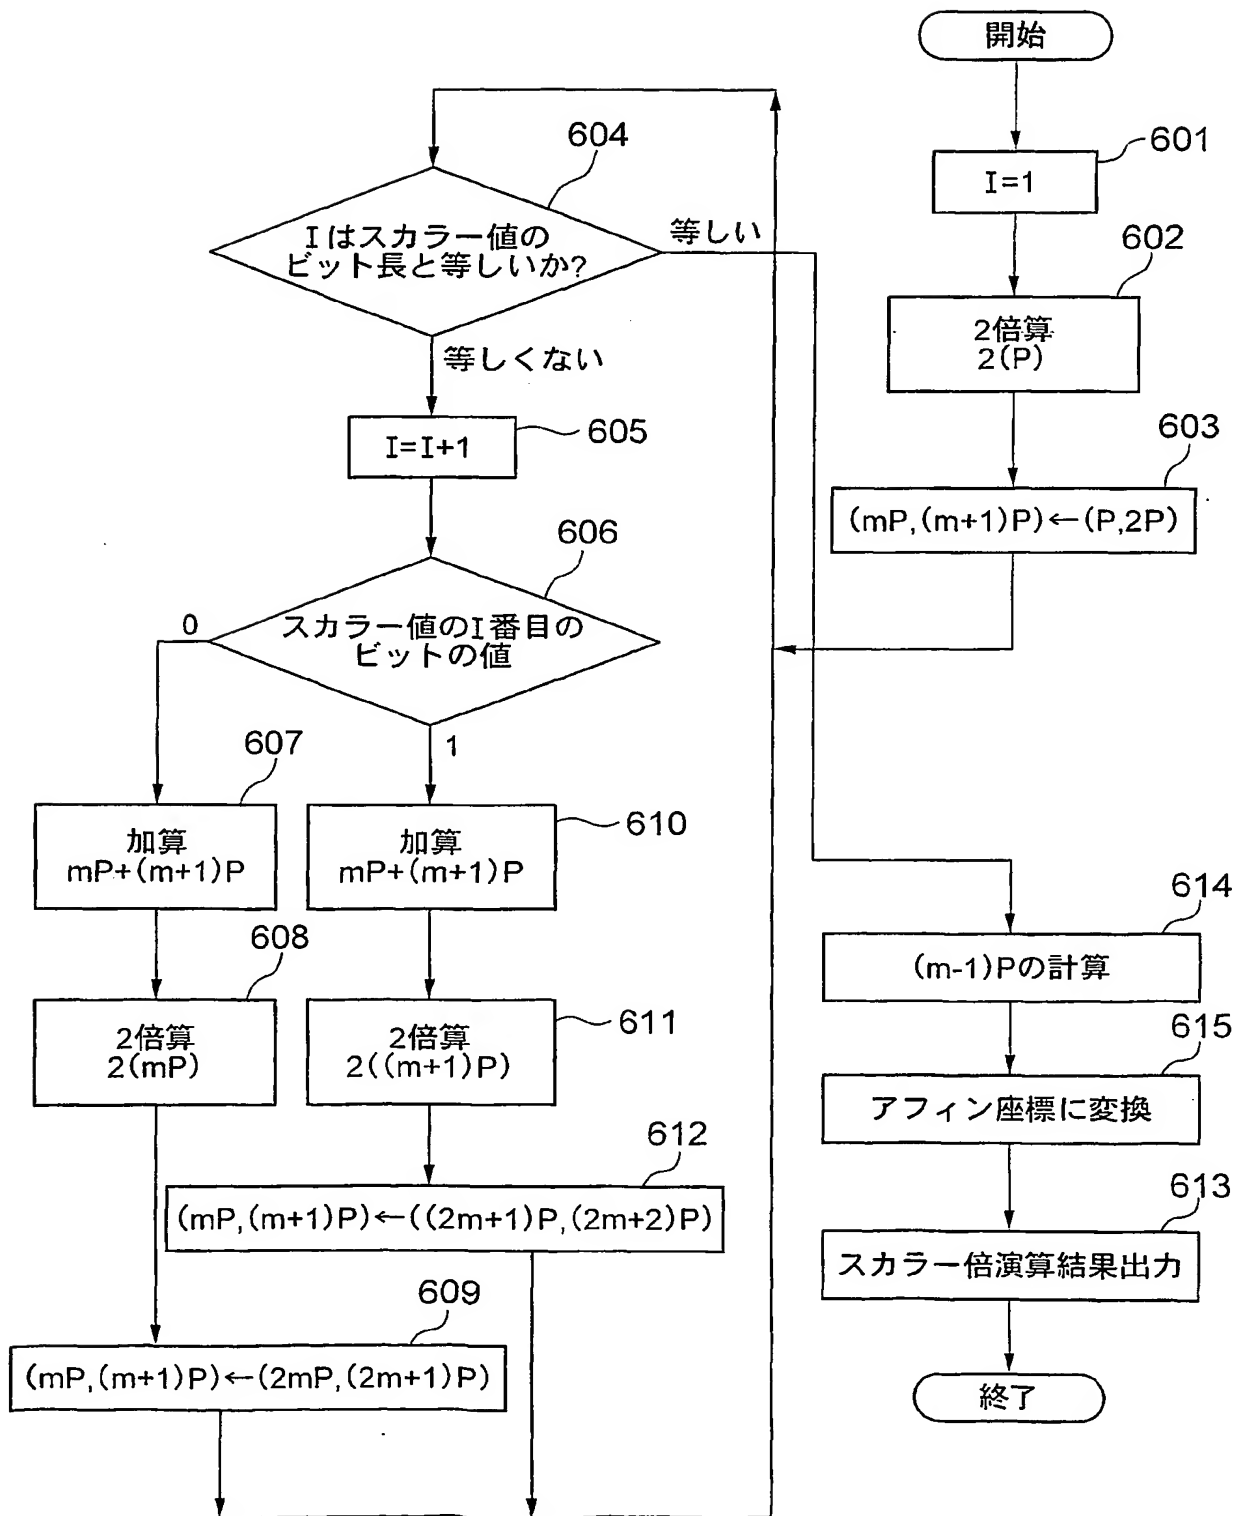 開始
601
I=1
602
2倍算
2(P)
603
(mP,(m+1)P)←(P,2P)
604
Iはスカラー値の
ビット長と等しいか?
等しい
等しくない
605
I=I+1
606
スカラー値のI番目の
ビットの値
0
1
607
加算
mP+(m+1)P
610
加算
mP+(m+1)P
608
2倍算
2(mP)
611
2倍算
2((m+1)P)
612
(mP,(m+1)P)←((2m+1)P,(2m+2)P)
609
(mP,(m+1)P)←(2mP,(2m+1)P)
614
(m-1)Pの計算
615
アフィン座標に変換
613
スカラー倍演算結果出力
終了